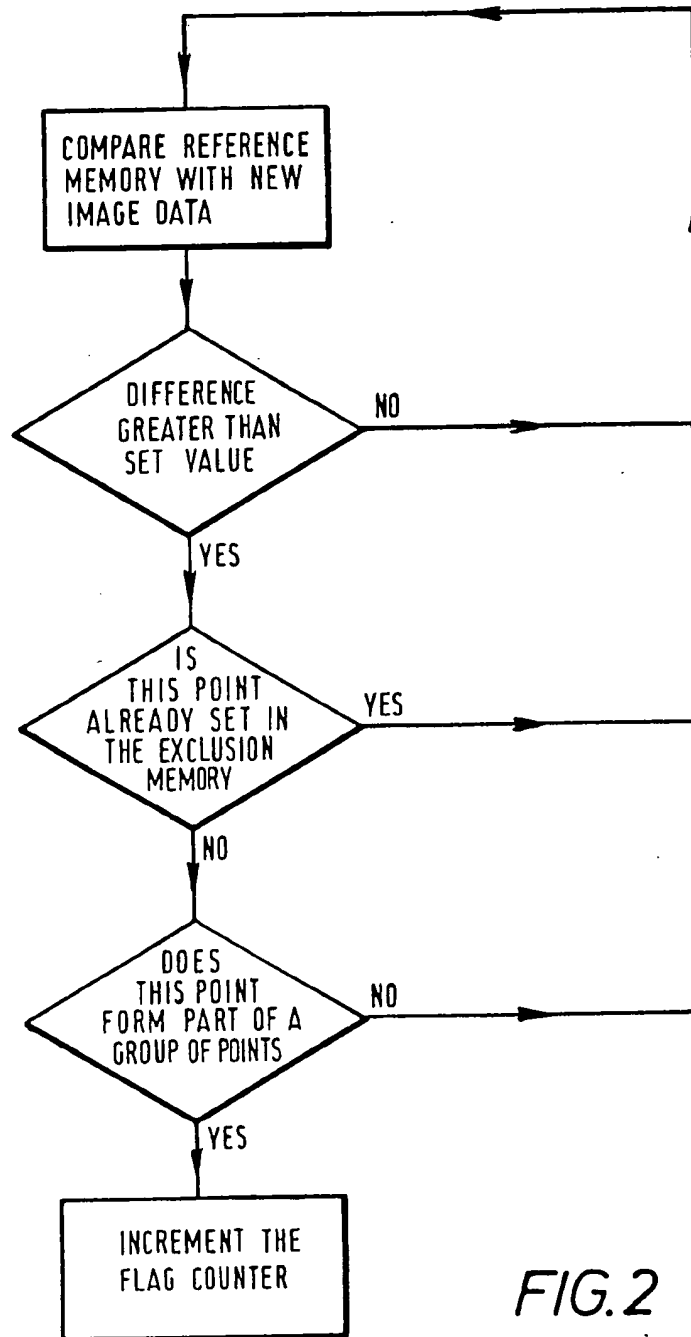 COMPARE REFERENCE
MEMORY WITH NEW
IMAGE DATA
DIFFERENCE
GREATER THAN
SET VALUE
NO
YES
IS
THIS POINT
ALREADY SET IN
THE EXCLUSION
MEMORY
YES
NO
DOES
THIS POINT
FORM PART OF A
GROUP OF POINTS
NO
YES
INCREMENT THE
FLAG COUNTER
FIG.2